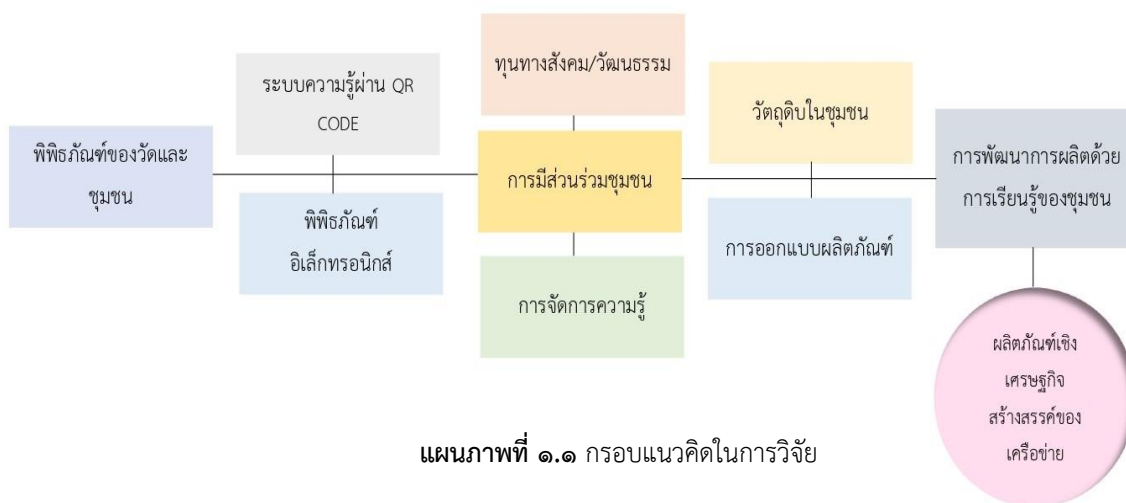 พิพิธภัณฑ์ของวัดและ
ชุมชน
ระบบความรู้ผ่าน QR
CODE
พิพิธภัณฑ์
อิเล็กทรอนิกส์
ทุนทางสังคม/วัฒนธรรม
การมีส่วนร่วมชุมชน
การจัดการความรู้
วัตถุดิบในชุมชน
การออกแบบผลิตภัณฑ์
การพัฒนาการผลิตด้วย
การเรียนรู้ของชุมชน
ผลิตภัณฑ์เชิง
เศรษฐกิจ
สร้างสรรค์ของ
เครือข่าย
แผนภาพที่ ๑.๑ กรอบแนวคิดในการวิจัย